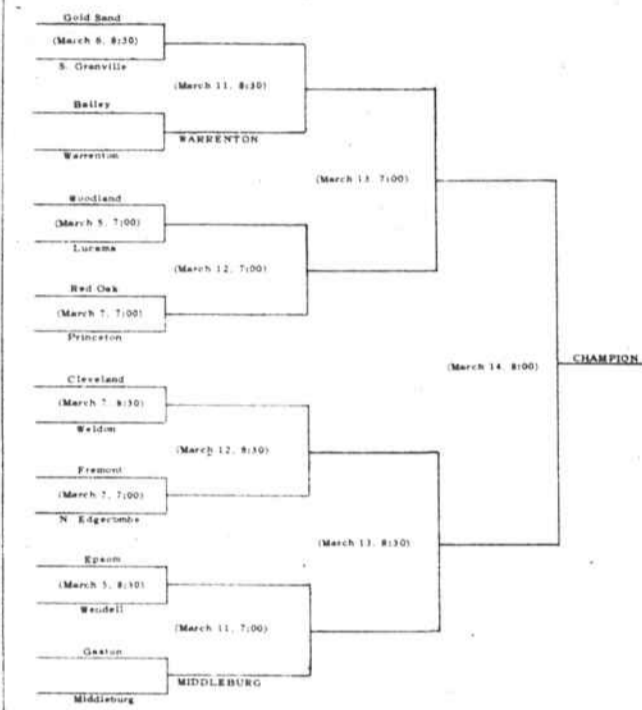 Gold Sand
(March 6, 8:30)
S. Granville
(March 11, 8:30)
Bailey
WARRENTON
Warrenton
(March 13, 7:00)
Woodland
(March 5, 7:00)
Lucama
(March 12, 7:00)
Red Oak
(March 7, 7:00)
Princeton
(March 14, 8:00)
CHAMPION
Cleveland
(March 7, 8:30)
Weldon
(March 12, 8:30)
Fremont
(March 7, 7:00)
N. Edgecombe
(March 13, 8:30)
Epsom
(March 5, 8:30)
Wendell
(March 11, 7:00)
Gaston
MIDDLEBURG
Middleburg